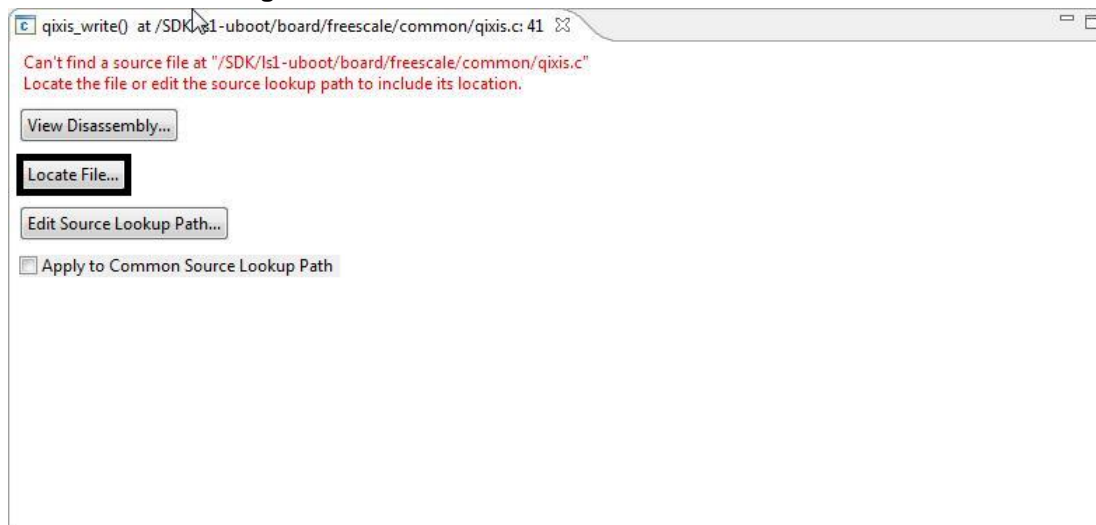 qixis_write() at /SDK/ls1-uboot/board/freescale/common/qixis.c: 41
Can't find a source file at "/SDK/ls1-uboot/board/freescale/common/qixis.c"
Locate the file or edit the source lookup path to include its location.
View Disassembly...
Locate File...
Edit Source Lookup Path...
Apply to Common Source Lookup Path